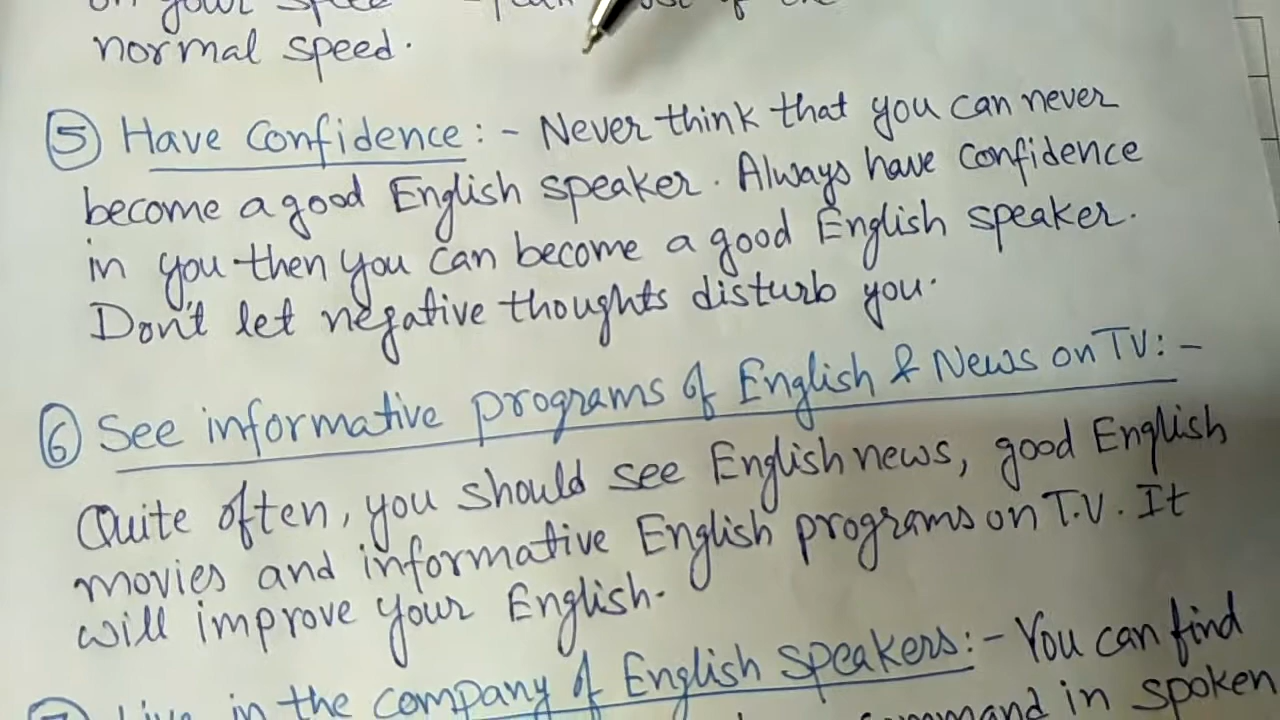 on your speed
normal speed.
⑤ Have Confidence: - Never think that you can never
become a good English speaker. Always have confidence
in you then you can become a good English speaker.
Don't let negative thoughts disturb you.
⑥ See informative programs of English & News on TV: -
Quite often, you should see English news, good English
movies and informative English programs on T.V. It
will improve your English.
in the company of English speakers: - You can find
command in spoken